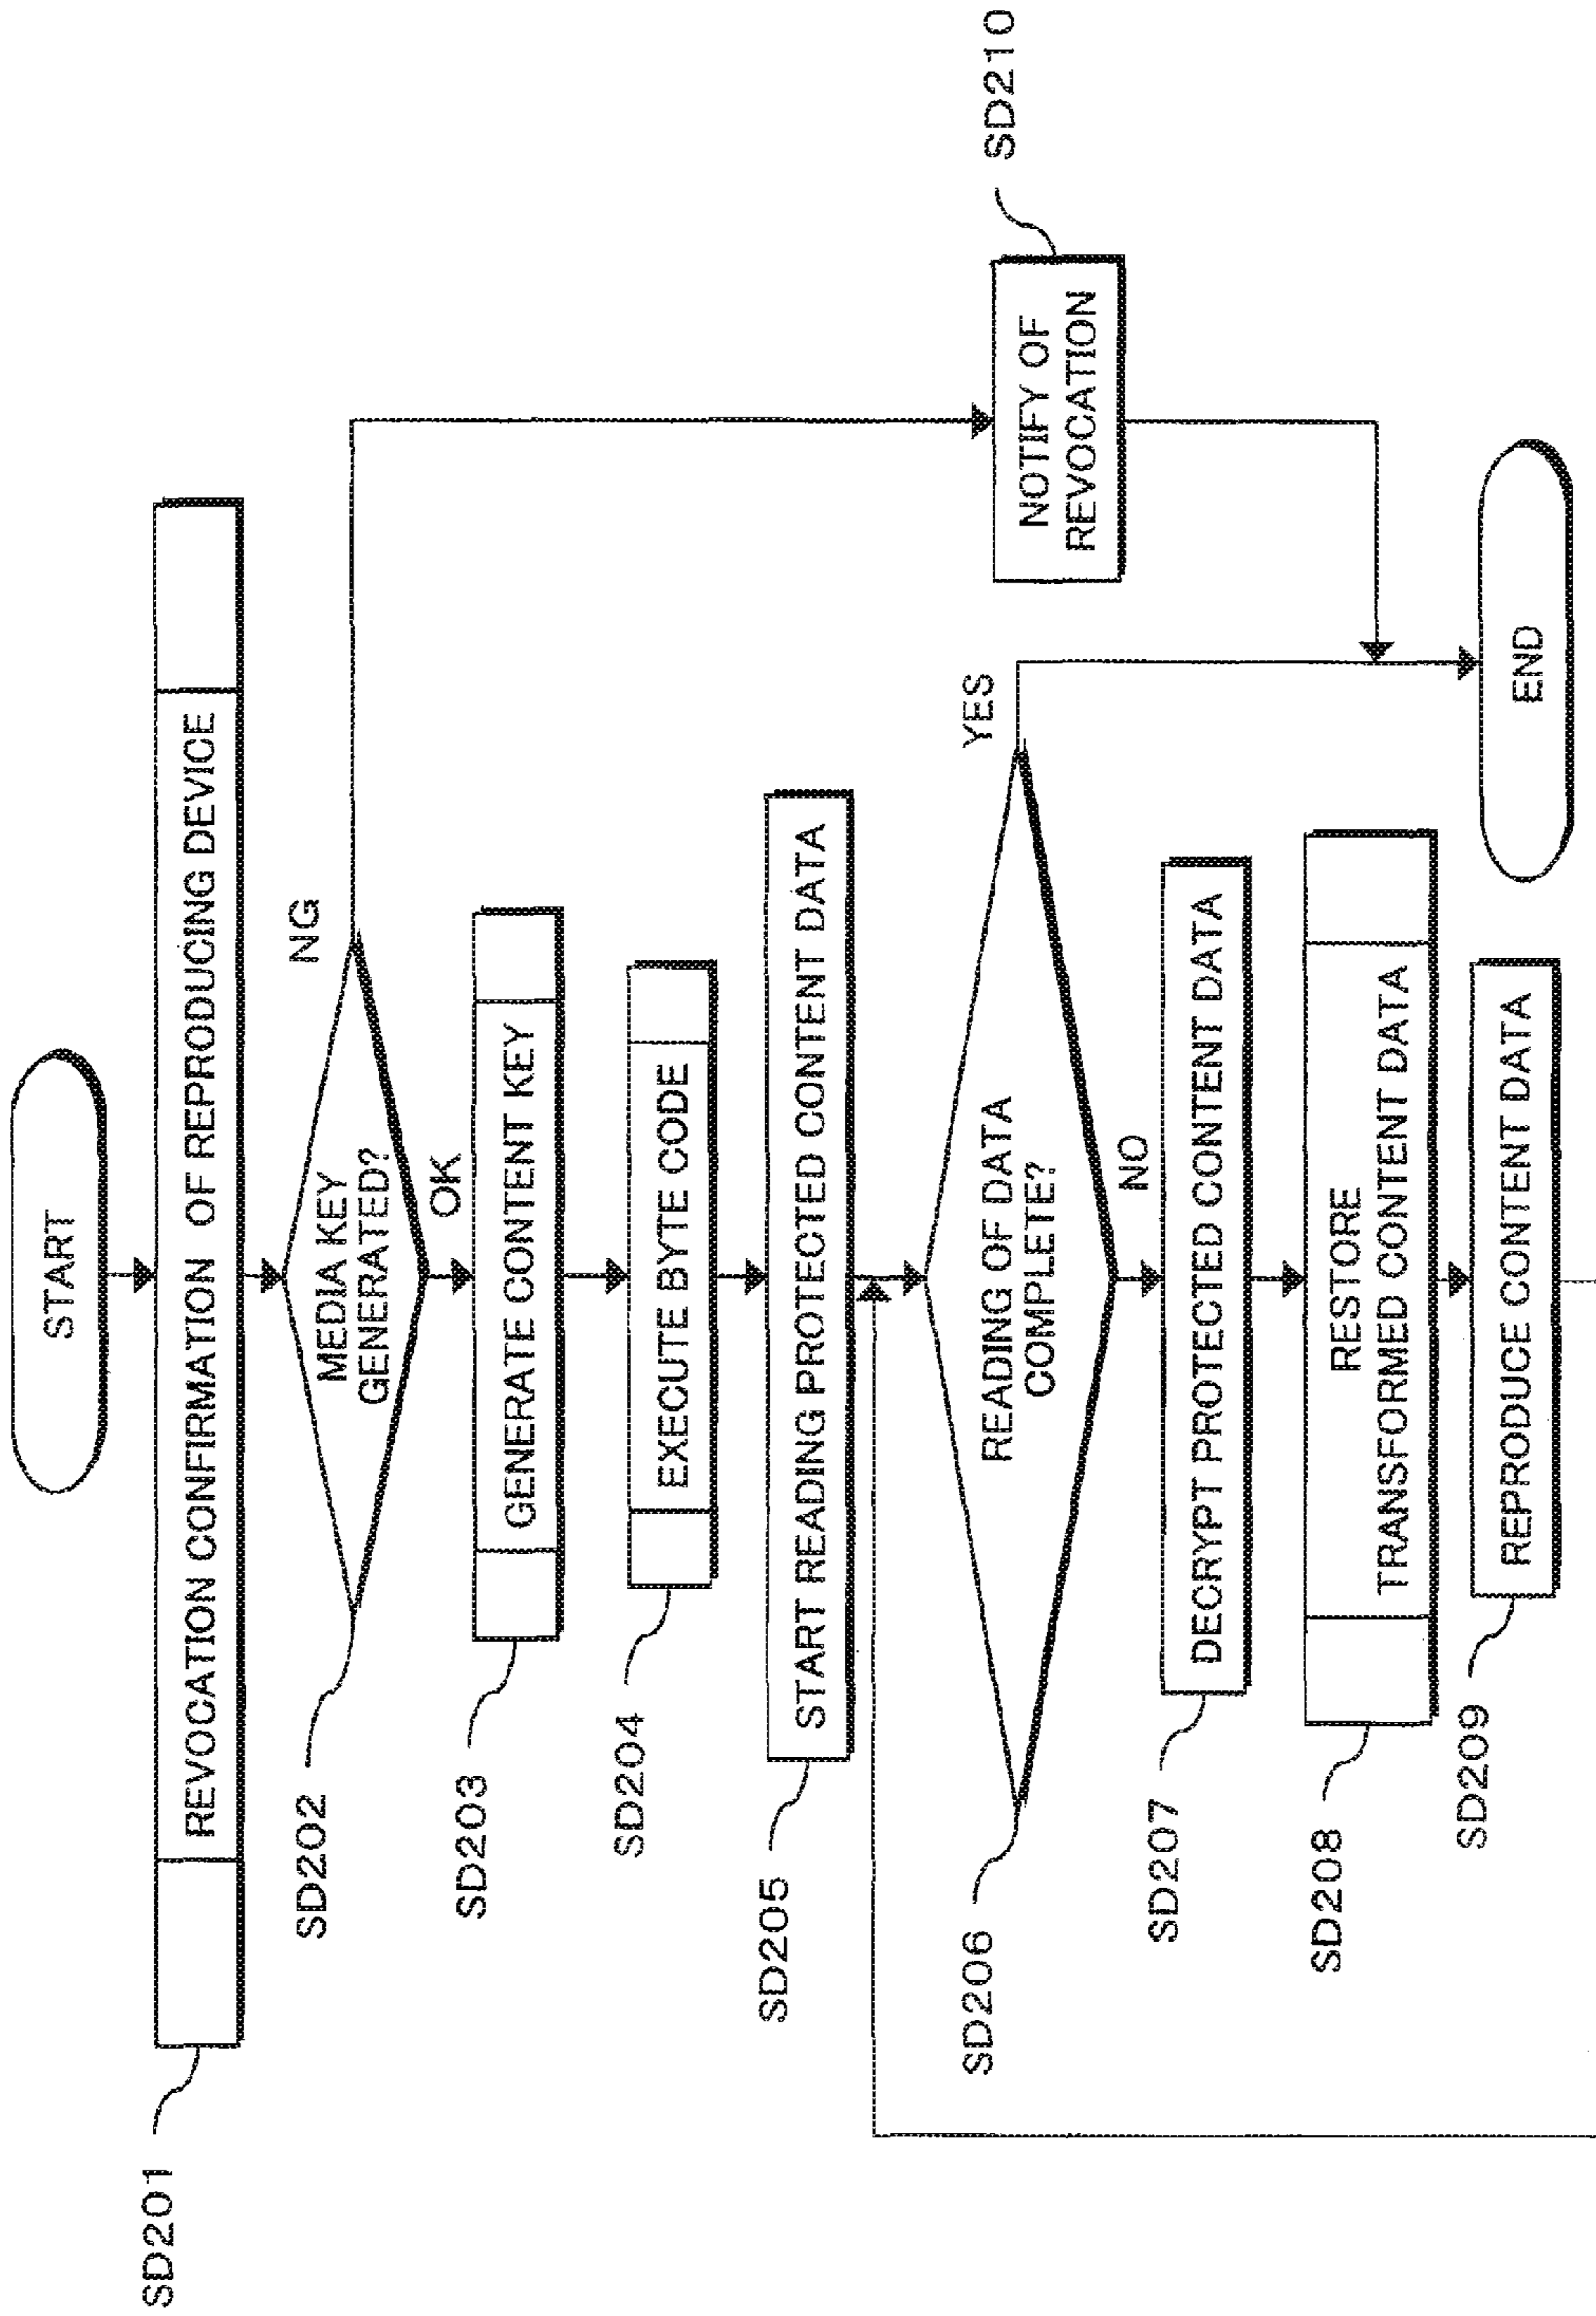 START
SD201
REVOCATION CONFIRMATION OF REPRODUCING DEVICE
SD202
MEDIA KEY
GENERATED?
NG
OK
SD203
GENERATE CONTENT KEY
SD204
EXECUTE BYTE CODE
SD205
START READING PROTECTED CONTENT DATA
SD206
READING OF DATA
COMPLETE?
YES
NO
SD210
NOTIFY OF
REVOCATION
SD207
DECRYPT PROTECTED CONTENT DATA
SD208
RESTORE
TRANSFORMED CONTENT DATA
SD209
REPRODUCE CONTENT DATA
END